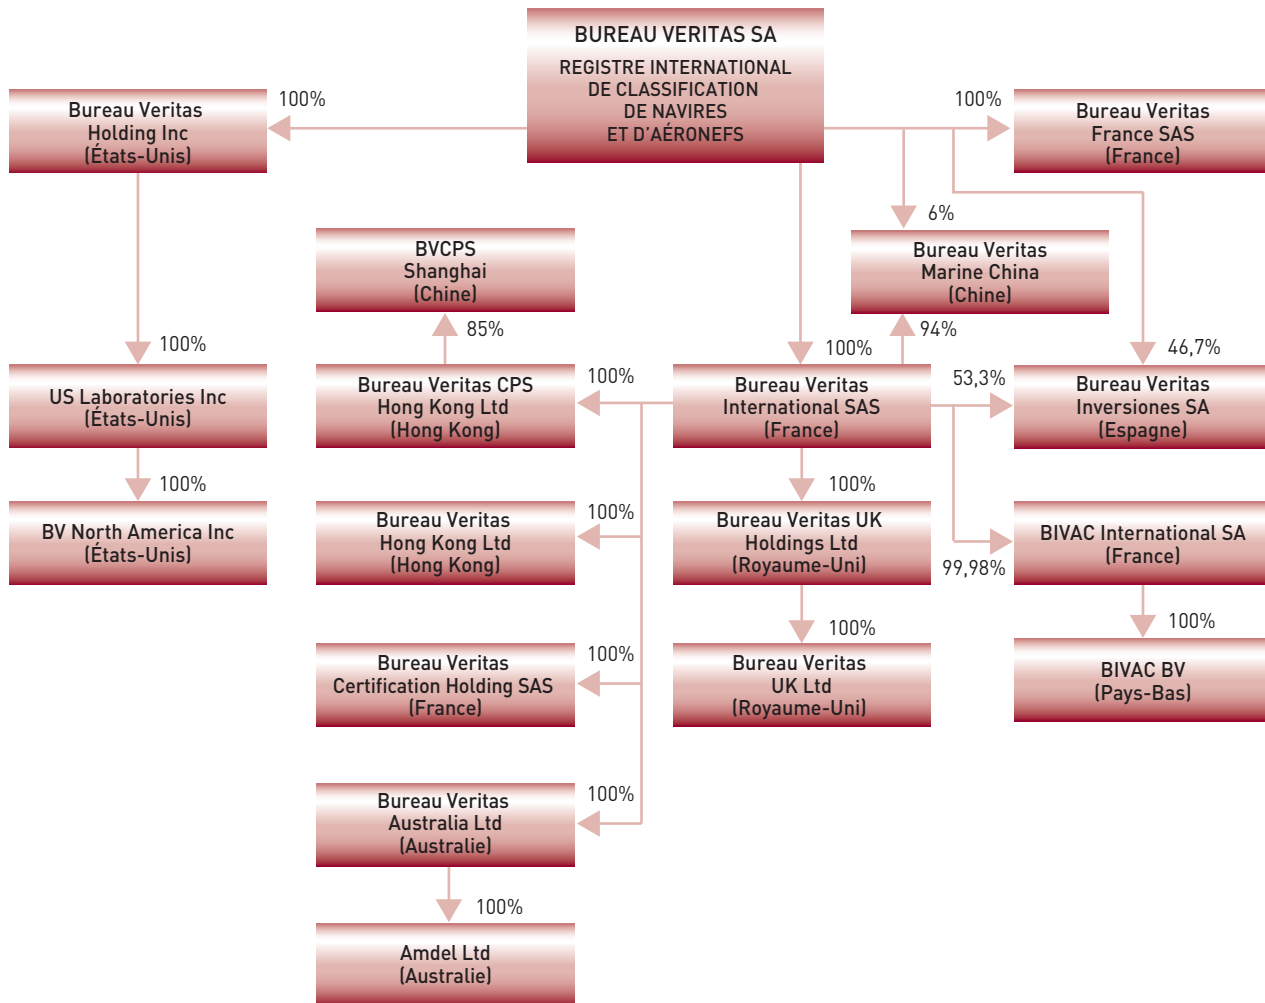 BUREAU VERITAS SA
REGISTRE INTERNATIONAL
DE CLASSIFICATION
DE NAVIRES
ET D'AÉRONEFS
100%
Bureau Veritas
Holding Inc
(États-Unis)
100%
Bureau Veritas
France SAS
(France)
6%
BVCPS
Shanghai
(Chine)
Bureau Veritas
Marine China
(Chine)
85%
94%
100%
100%
46,7%
US Laboratories Inc
(États-Unis)
100%
Bureau Veritas CPS
Hong Kong Ltd
(Hong Kong)
Bureau Veritas
International SAS
(France)
53,3%
Bureau Veritas
Inversiones SA
(Espagne)
100%
100%
BV North America Inc
(États-Unis)
100%
Bureau Veritas
Hong Kong Ltd
(Hong Kong)
Bureau Veritas UK
Holdings Ltd
(Royaume-Uni)
99,98%
BIVAC International SA
(France)
100%
100%
100%
Bureau Veritas
Certification Holding SAS
(France)
Bureau Veritas
UK Ltd
(Royaume-Uni)
BIVAC BV
(Pays-Bas)
100%
Bureau Veritas
Australia Ltd
(Australie)
100%
Amdel Ltd
(Australie)